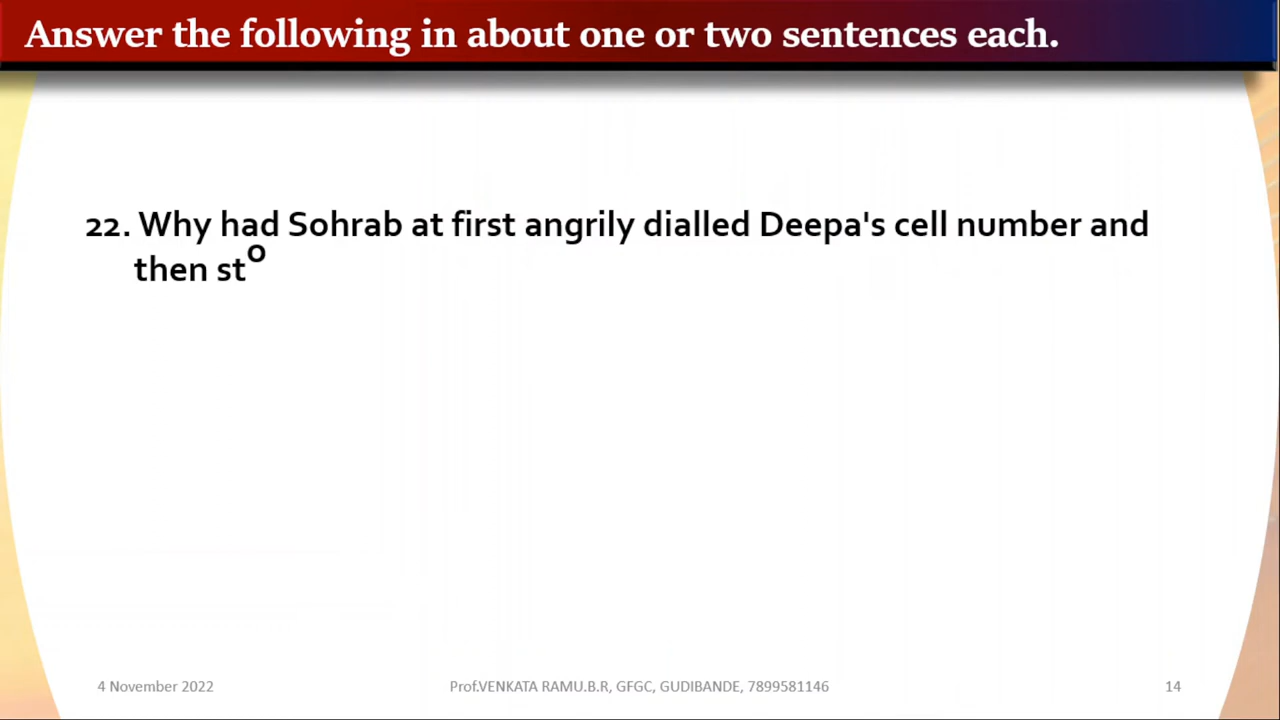 Answer the following in about one or two sentences each.
22. Why had Sohrab at first angrily dialled Deepa's cell number and
then sto
4 November 2022
Prof.VENKATA RAMU.B.R, GFGC, GUDIBANDE, 7899581146
14